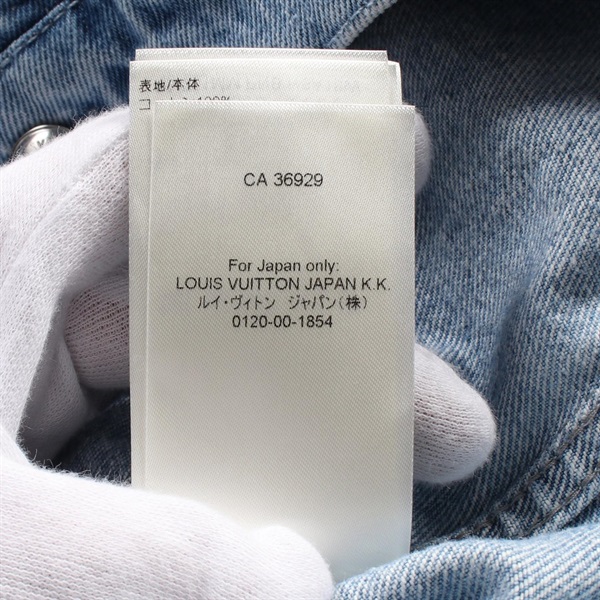 表地/本体
100%
CA 36929
For Japan only:
LOUIS VUITTON JAPAN K.K.
ルイ・ヴィトン ジャパン(株)
0120-00-1854